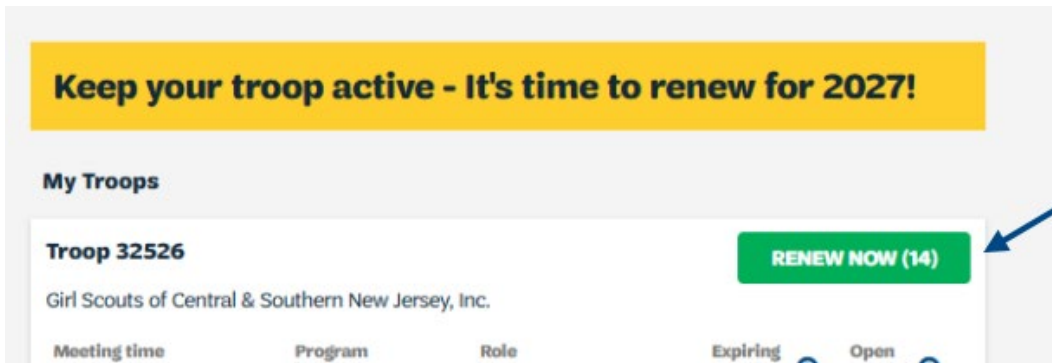 Keep your troop active - It's time to renew for 2027!
My Troops
Troop 32526
RENEW NOW (14)
Girl Scouts of Central & Southern New Jersey, Inc.
Meeting time Program Role Expiring Open